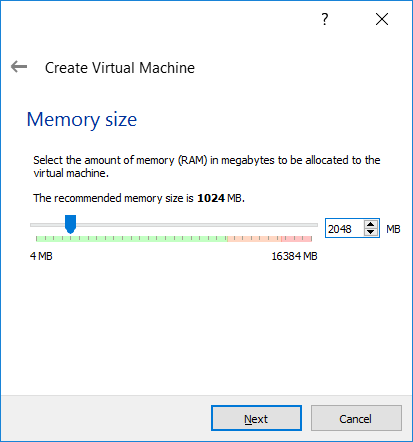 ?
Create Virtual Machine
Memory size
Select the amount of memory (RAM) in megabytes to be allocated to the
virtual machine.
The recommended memory size is 1024 MB.
2048 MB
4 MB 16384 MB
Next Cancel